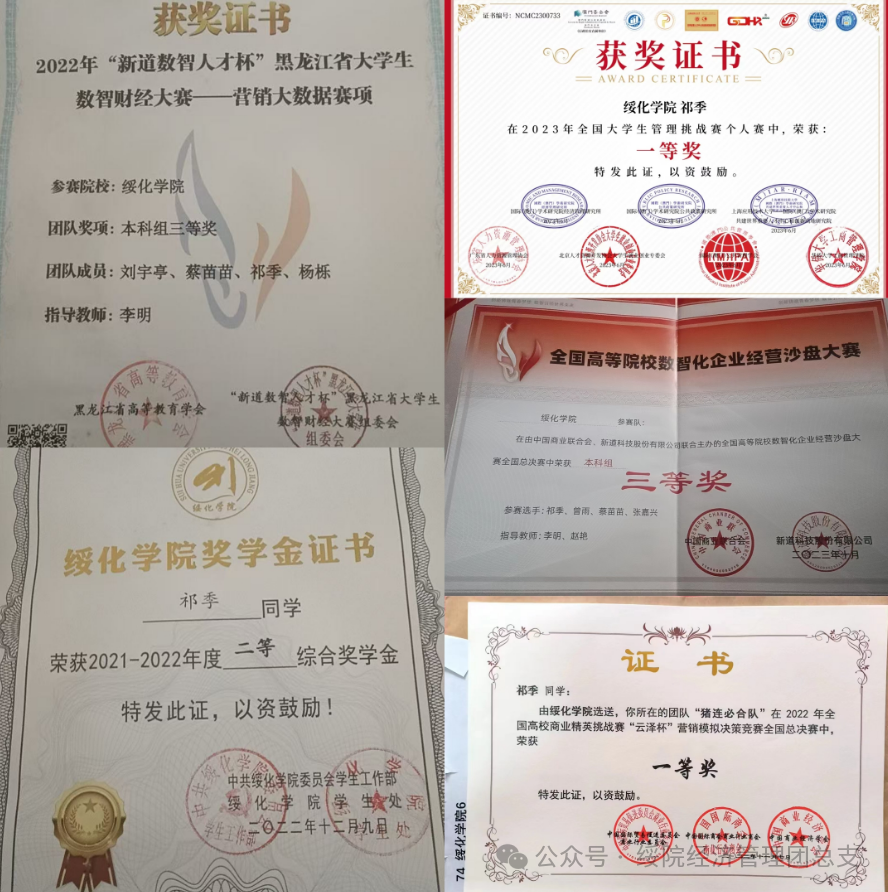 获奖证书
2022年“新道数智人才杯”黑龙江省大学生
数智财经大赛——营销大数据赛项
参赛院校：绥化学院
团队奖项：本科组三等奖
团队成员：刘宇亭、蔡苗苗、祁季、杨栎
指导教师：李明
黑龙江省高等教育学会
“新道数智人才杯”黑龙江省大学生
数智财经大赛组委会
证书编号：NCMC2300733
获奖证书
AWARD CERTIFICATE
绥化学院 祁季
在2023年全国大学生管理挑战赛个人赛中，荣获：
一等奖
特发此证，以资鼓励。
全国高等院校数智化企业经营沙盘大赛
绥化学院 参赛队：
在由中国商业联合会、新道科技股份有限公司联合主办的全国高等院校数智化企业经营沙盘大
赛全国总决赛中荣获 本科组
三等奖
参赛选手：祁季、曾雨、蔡苗苗、张嘉兴
指导教师：李明、赵艳
中国商业联合会
新道科技股份有限公司
二〇二三年十月
绥化学院
绥化学院奖学金证书
祁季 同学
荣获2021-2022年度 二等 综合奖学金
特发此证，以资鼓励！
中共绥化学院委员会学生工作部
绥化学院学生处
二〇二二年十二月九日
证 书
祁季 同学：
由绥化学院选送，你所在的团队“猪连必合队”在 2022 年全
国高校商业精英挑战赛“云泽杯”营销模拟决策竞赛全国总决赛中，
荣获
一等奖
特发此证，以资鼓励。
74 绥化学院6
公众号·绥院经济管理团总支